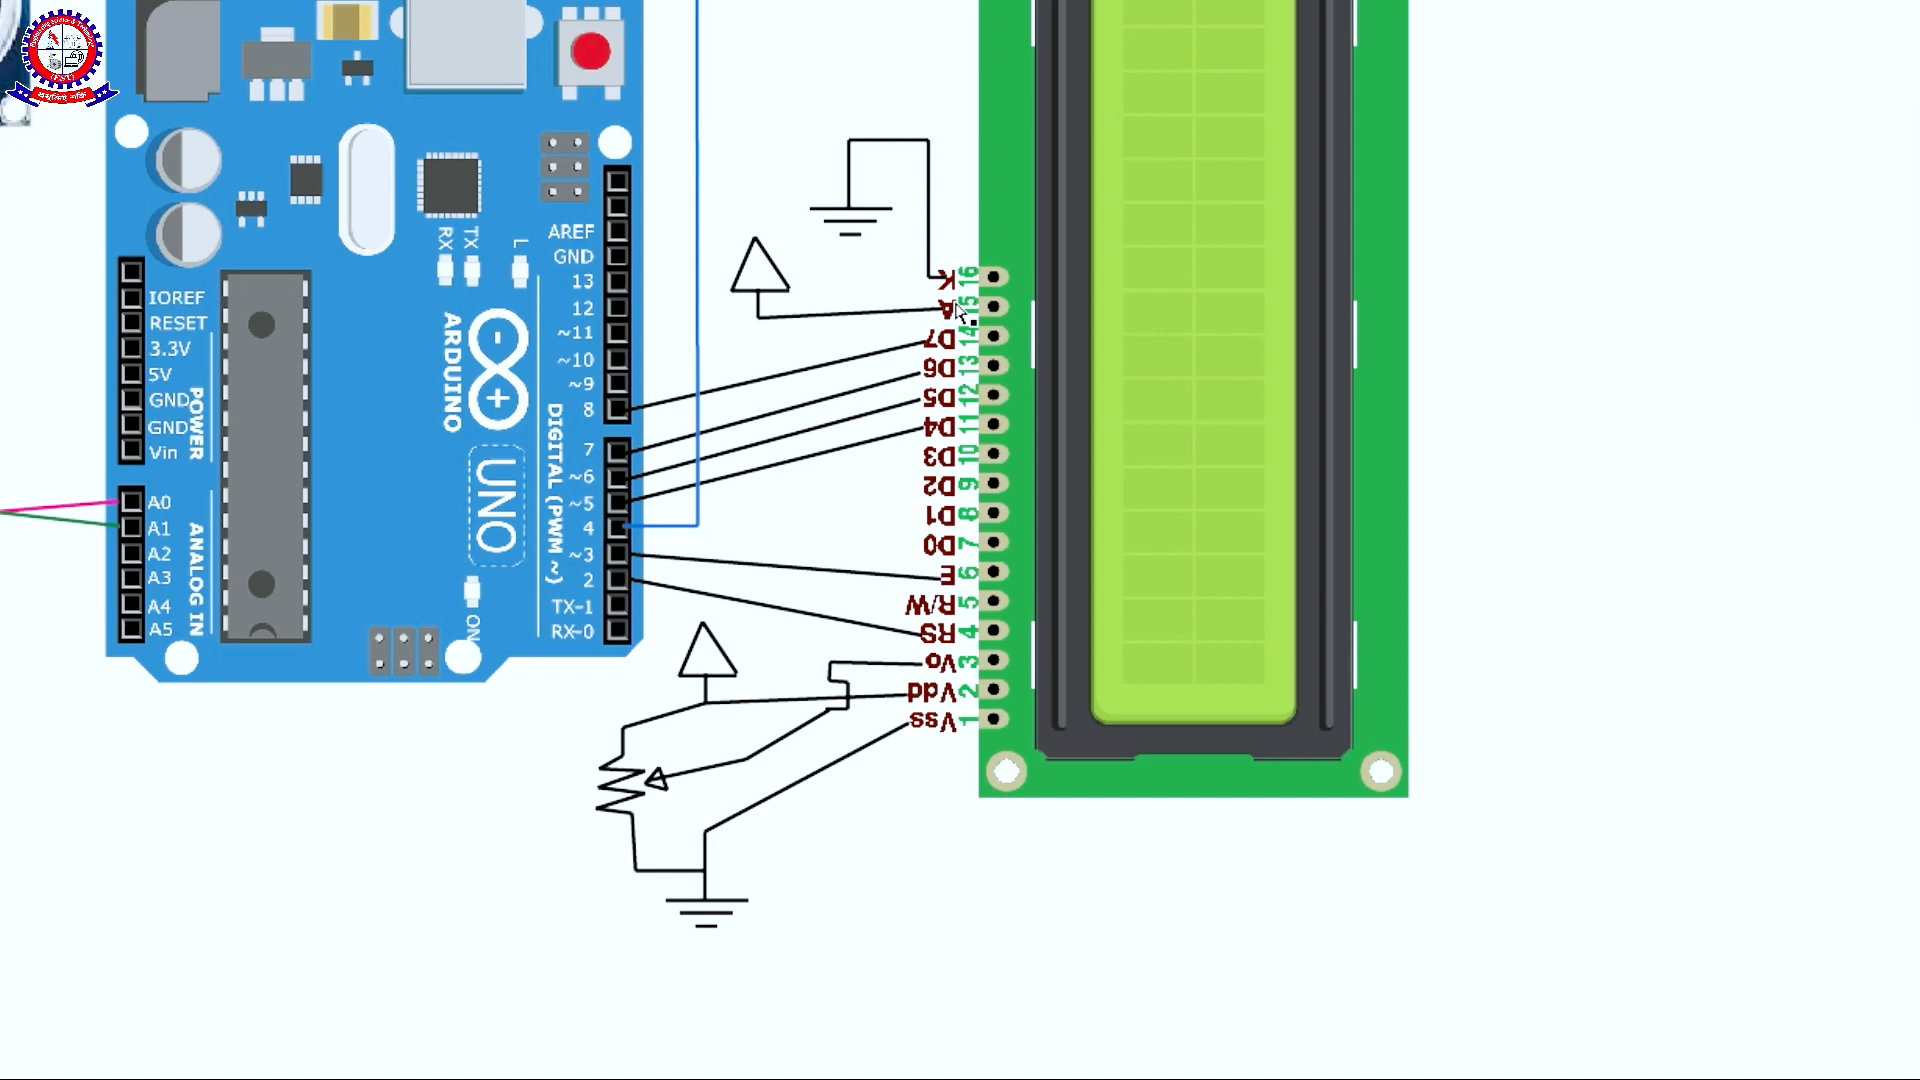 (FST)
AREF
GND
13
12
~11
~10
~9
8
7
~6
~5
4
~3
2
TX-1
RX-0
DIGITAL (PWM ~)
IOREF
RESET
3.3V
5V
GND
GND
Vin
POWER
A0
A1
A2
A3
A4
A5
ANALOG IN
RX
TX
L
ARDUINO
UNO
ON
K 16
A 15
D7 14
D6 13
D5 12
D4 11
D3 10
D2 9
D1 8
D0 7
E 6
R/W 5
RS 4
Vo 3
Vdd 2
Vss 1